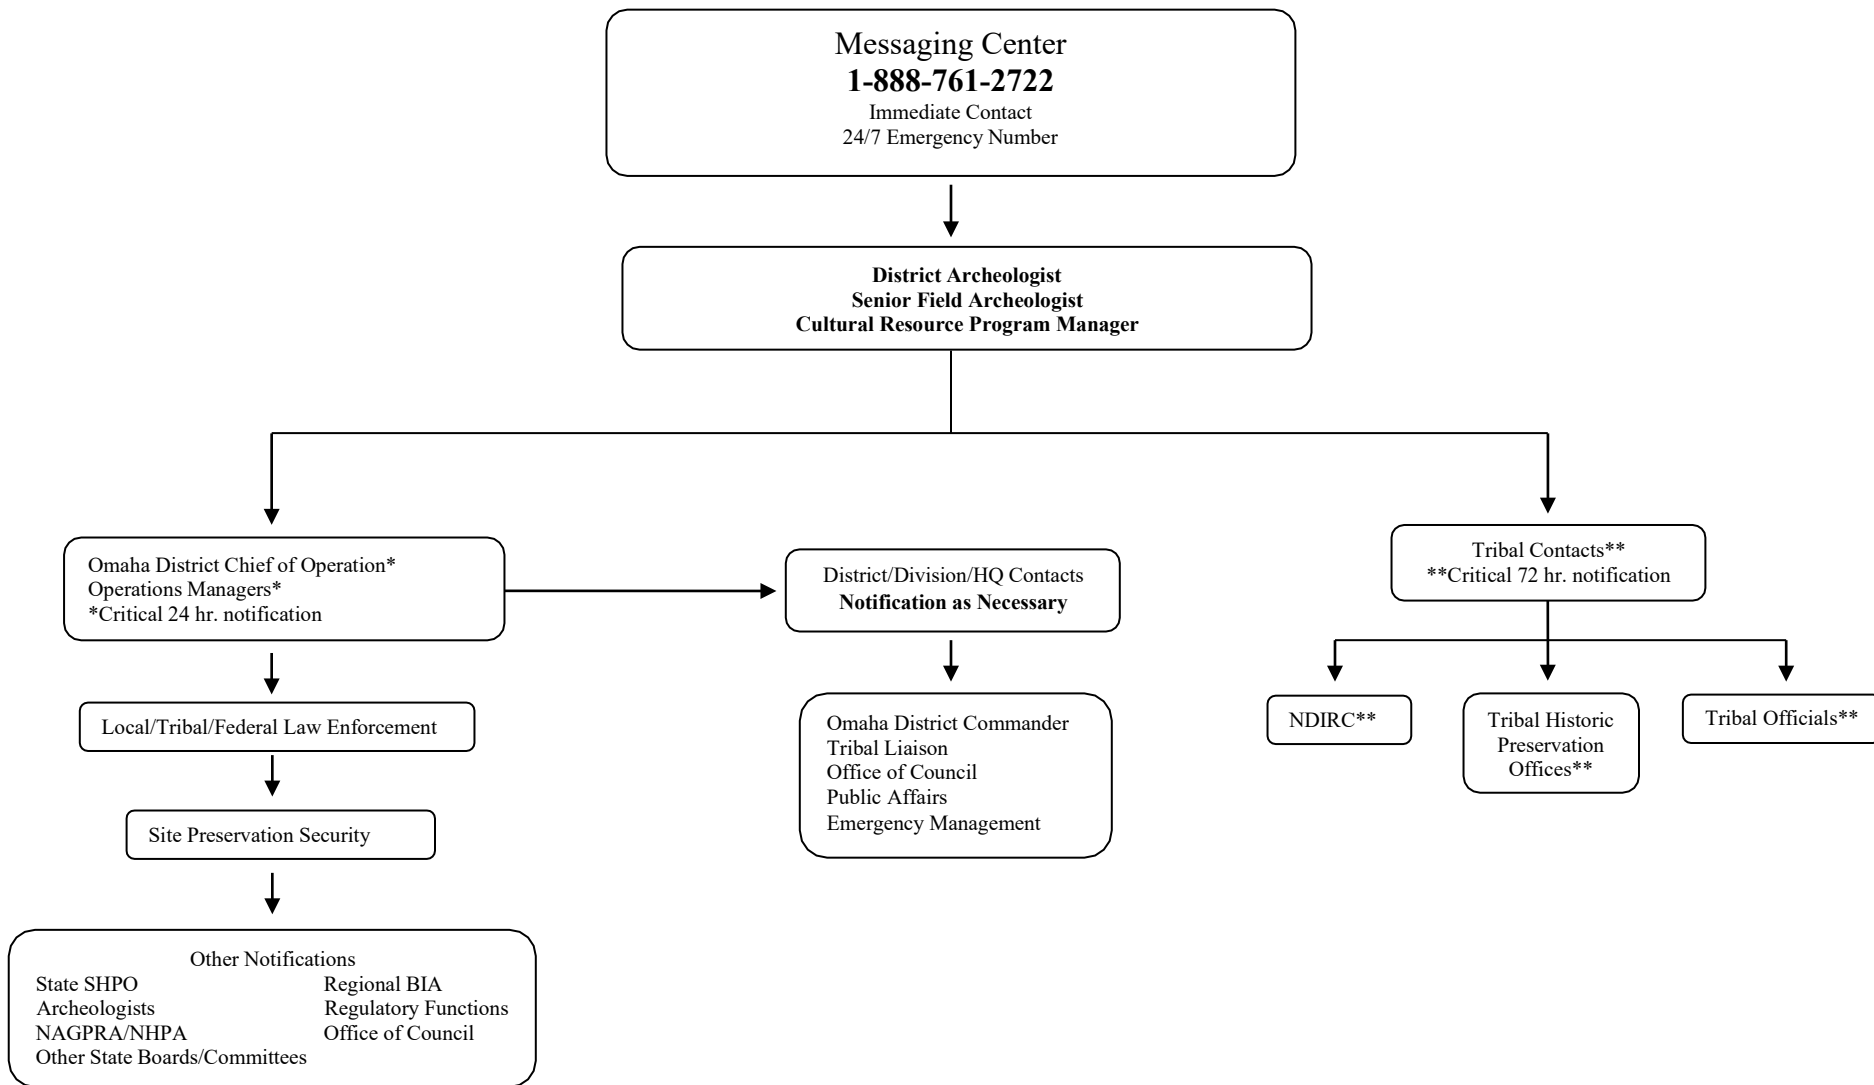 Messaging Center
1-888-761-2722
Immediate Contact
24/7 Emergency Number
District Archeologist
Senior Field Archeologist
Cultural Resource Program Manager
Omaha District Chief of Operation*
Operations Managers*
*Critical 24 hr. notification
District/Division/HQ Contacts
Notification as Necessary
Tribal Contacts**
**Critical 72 hr. notification
Local/Tribal/Federal Law Enforcement
Site Preservation Security
Other Notifications
State SHPO Regional BIA
Archeologists Regulatory Functions
NAGPRA/NHPA Office of Council
Other State Boards/Committees
Omaha District Commander
Tribal Liaison
Office of Council
Public Affairs
Emergency Management
NDIRC**
Tribal Historic
Preservation
Offices**
Tribal Officials**